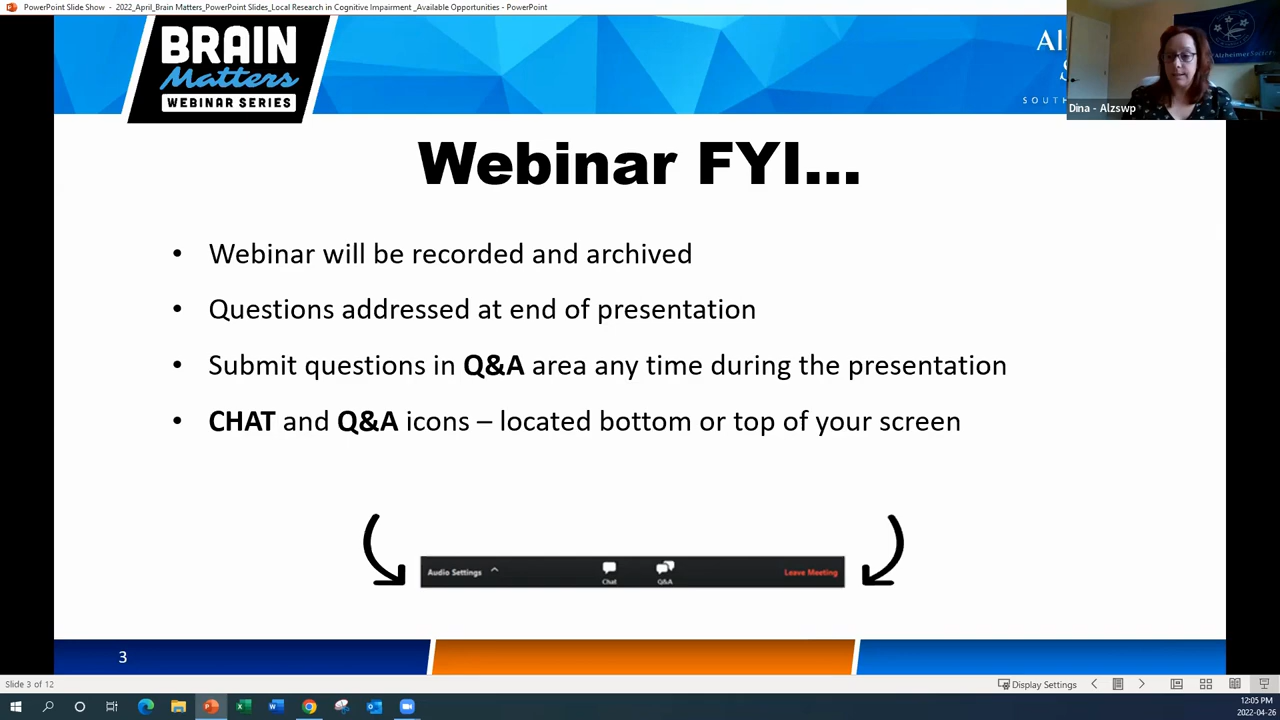 PowerPoint Slide Show - 2022_April_Brain Matters_PowerPoint Slides_Local Research in Cognitive Impairment _Available Opportunities - PowerPoint
BRAIN
Matters
WEBINAR SERIES
Al
S
SOUTH
AlzheimerSociety
Dina - Alzswp
Webinar FYI...
• Webinar will be recorded and archived
• Questions addressed at end of presentation
• Submit questions in Q&A area any time during the presentation
• CHAT and Q&A icons – located bottom or top of your screen
Audio Settings
Chat
Q&A
Leave Meeting
3
Slide 3 of 12
Display Settings
12:05 PM
2022-04-26